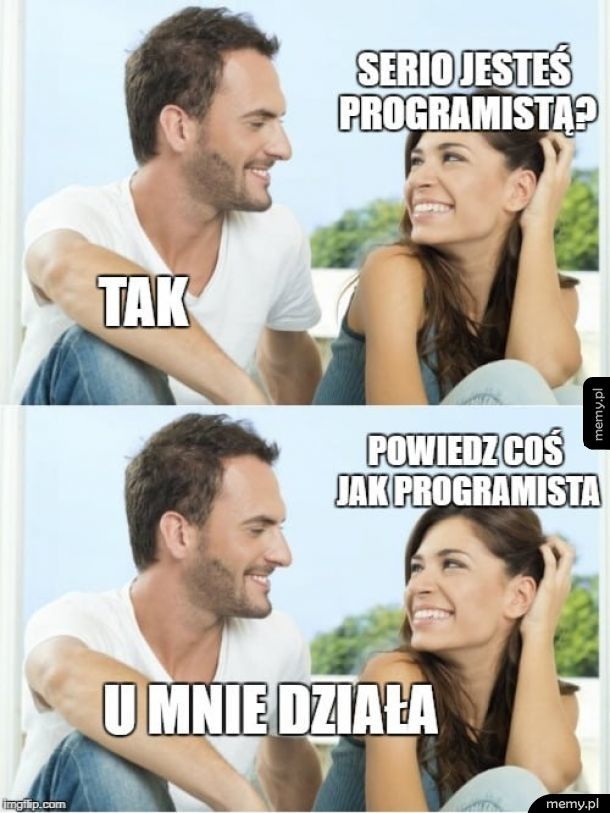 SERIO JESTEŚ
PROGRAMISTĄ?
TAK
memy.pl
POWIEDZ COŚ
JAK PROGRAMISTA
U MNIE DZIAŁA
imgflip.com
memy.pl